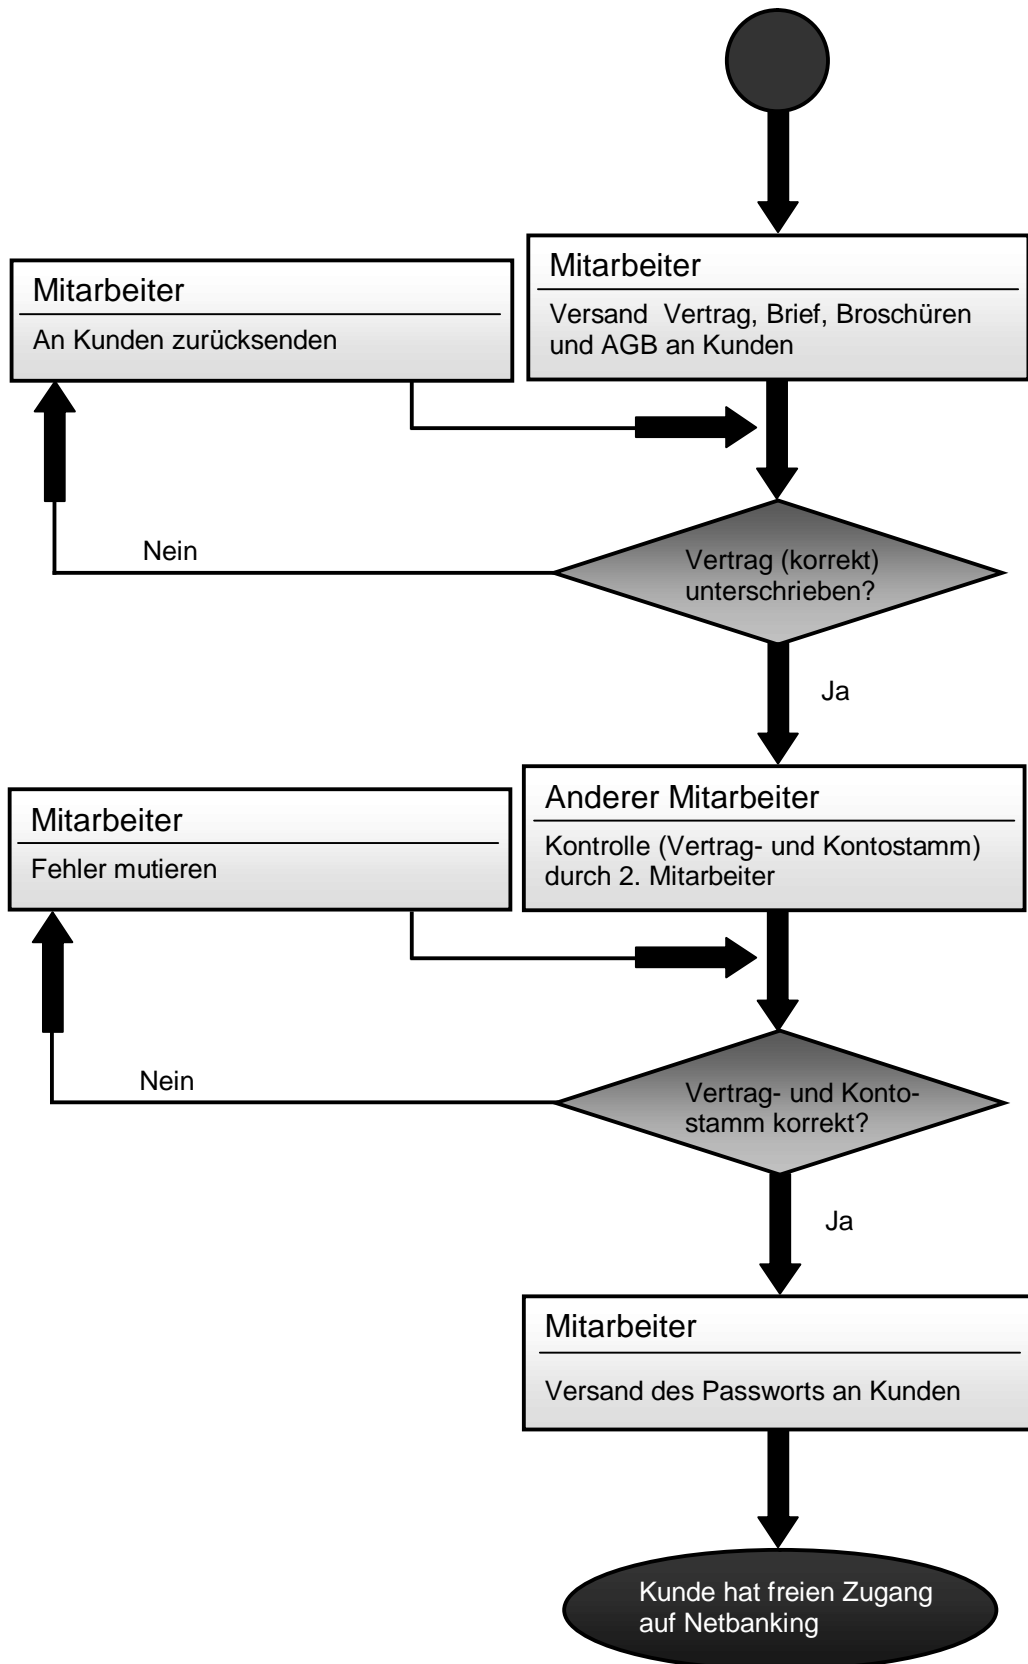 Mitarbeiter
Versand Vertrag, Brief, Broschüren
und AGB an Kunden
Mitarbeiter
An Kunden zurücksenden
Nein
Vertrag (korrekt)
unterschrieben?
Ja
Anderer Mitarbeiter
Kontrolle (Vertrag- und Kontostamm)
durch 2. Mitarbeiter
Mitarbeiter
Fehler mutieren
Nein
Vertrag- und Konto-
stamm korrekt?
Ja
Mitarbeiter
Versand des Passworts an Kunden
Kunde hat freien Zugang
auf Netbanking